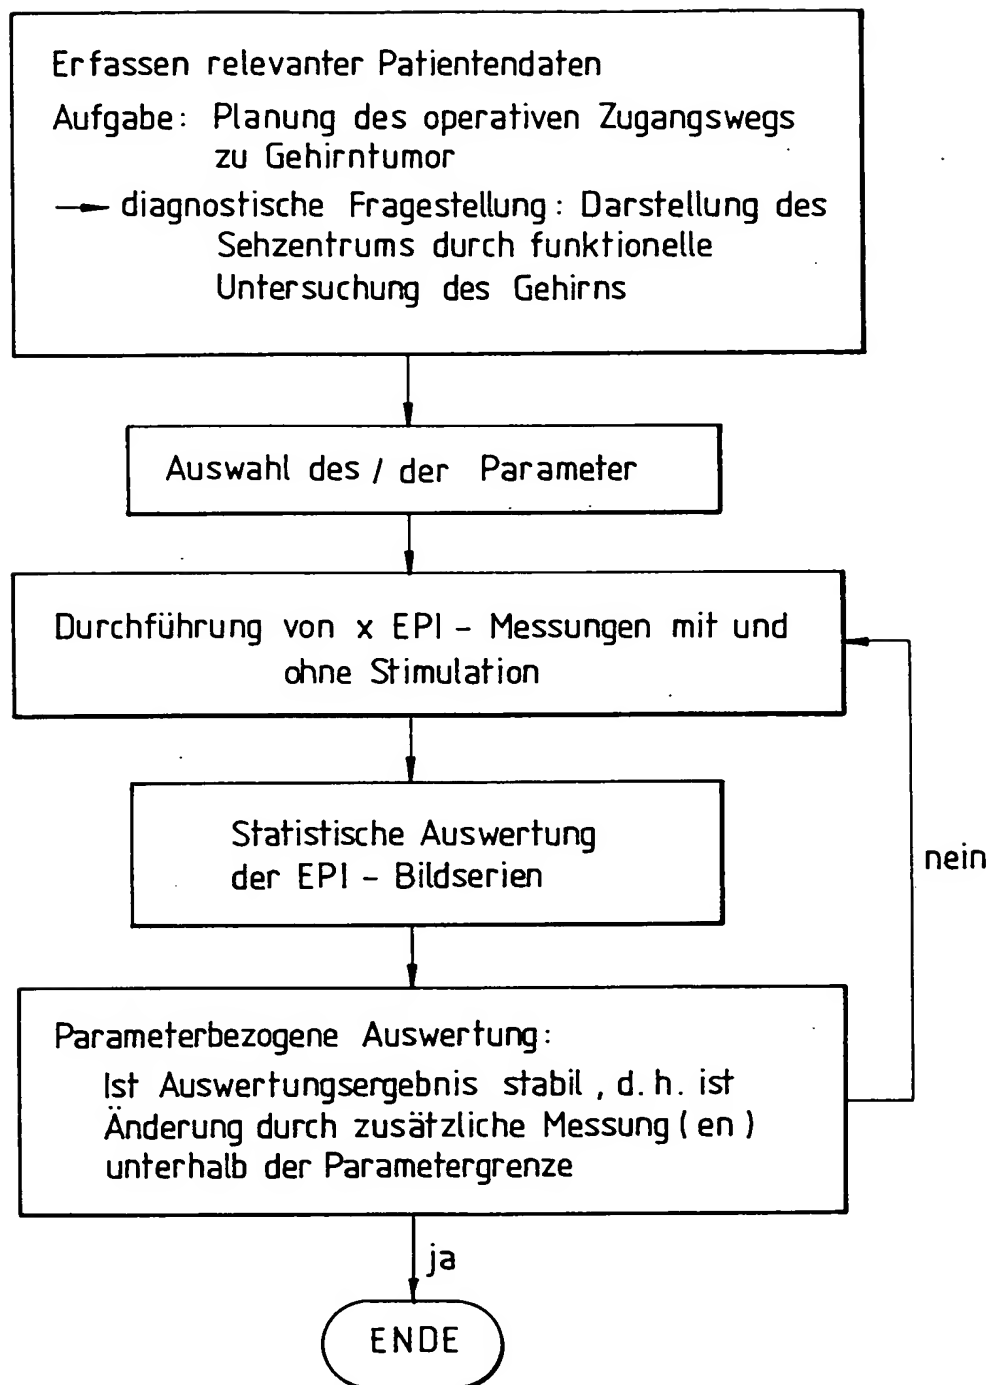 Erfassen relevanter Patientendaten
Aufgabe: Planung des operativen Zugangswegs
zu Gehirntumor
→ diagnostische Fragestellung: Darstellung des
Sehzentrums durch funktionelle
Untersuchung des Gehirns
Auswahl des / der Parameter
Durchführung von x EPI - Messungen mit und
ohne Stimulation
Statistische Auswertung
der EPI - Bildserien
nein
Parameterbezogene Auswertung:
Ist Auswertungsergebnis stabil, d. h. ist
Änderung durch zusätzliche Messung (en)
unterhalb der Parametergrenze
ja
ENDE